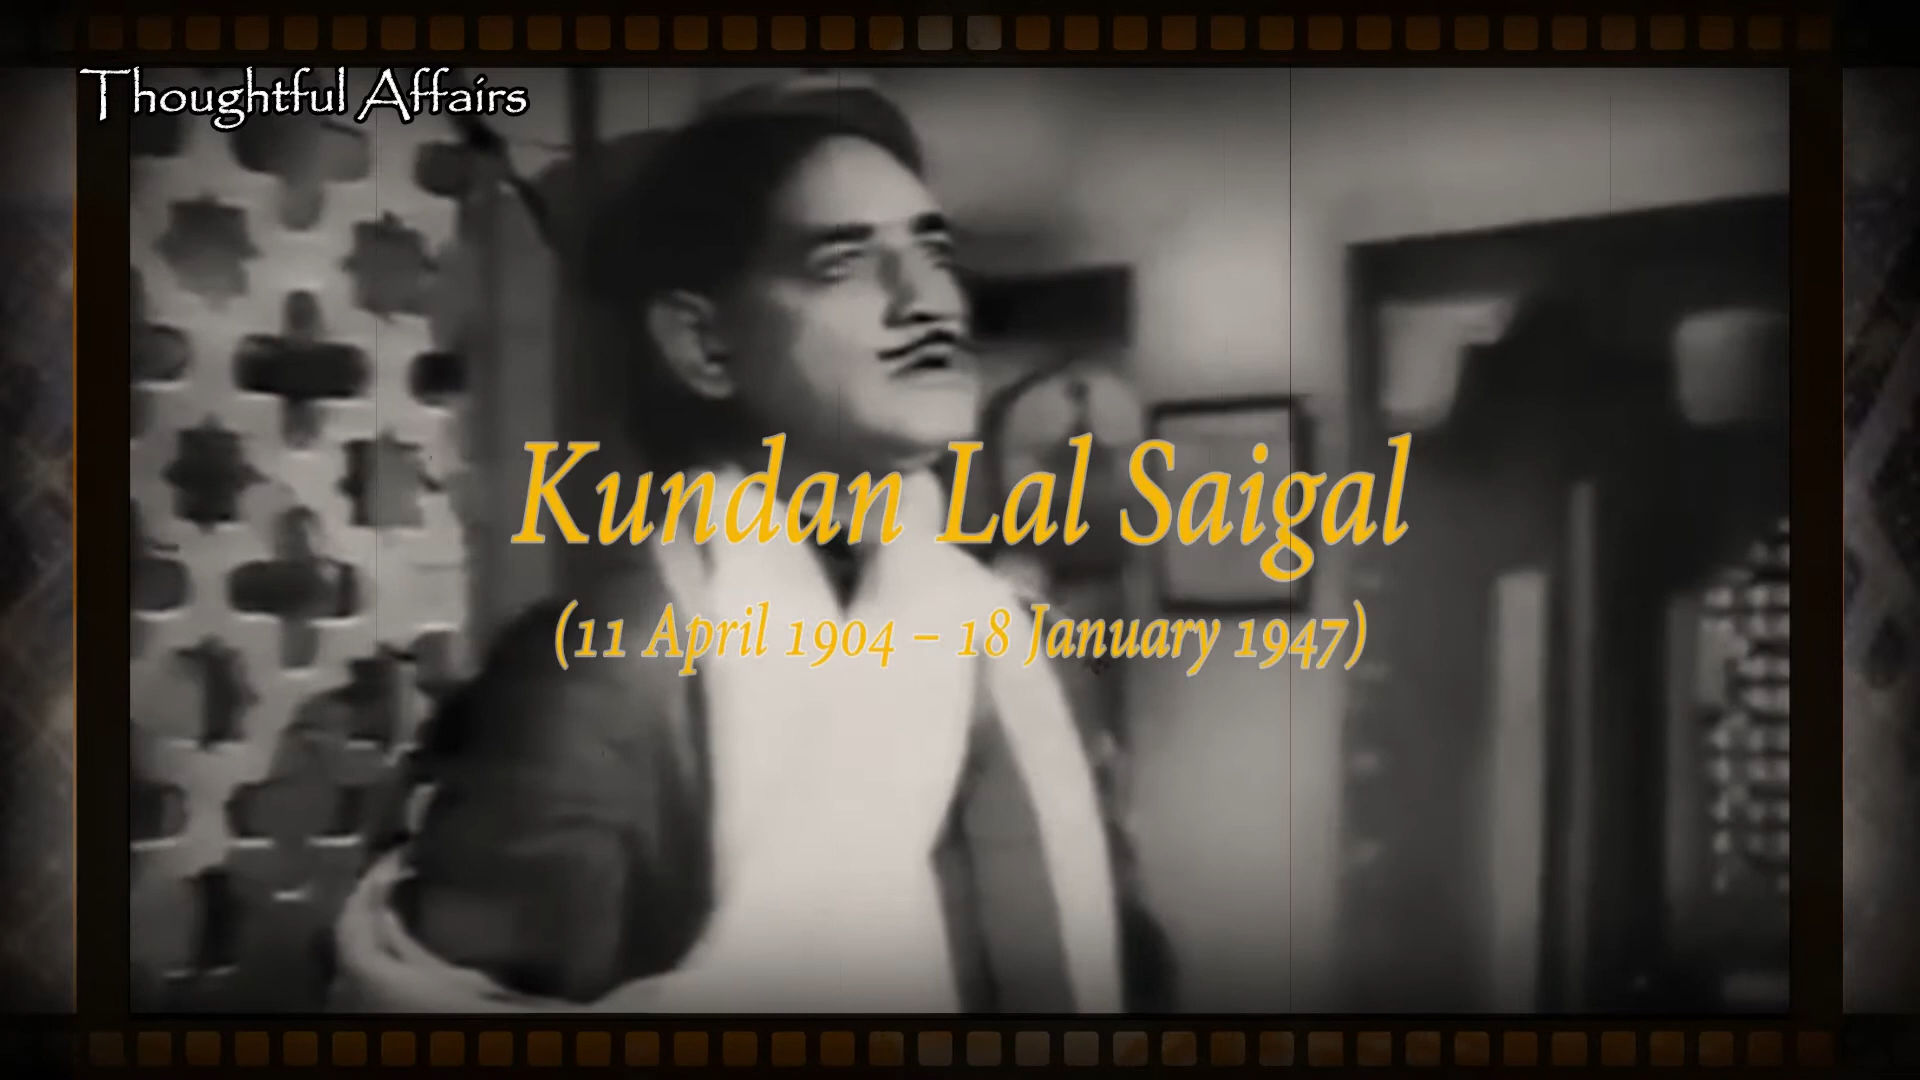 Thoughtful Affairs
Kundan Lal Saigal
(11 April 1904 – 18 January 1947)